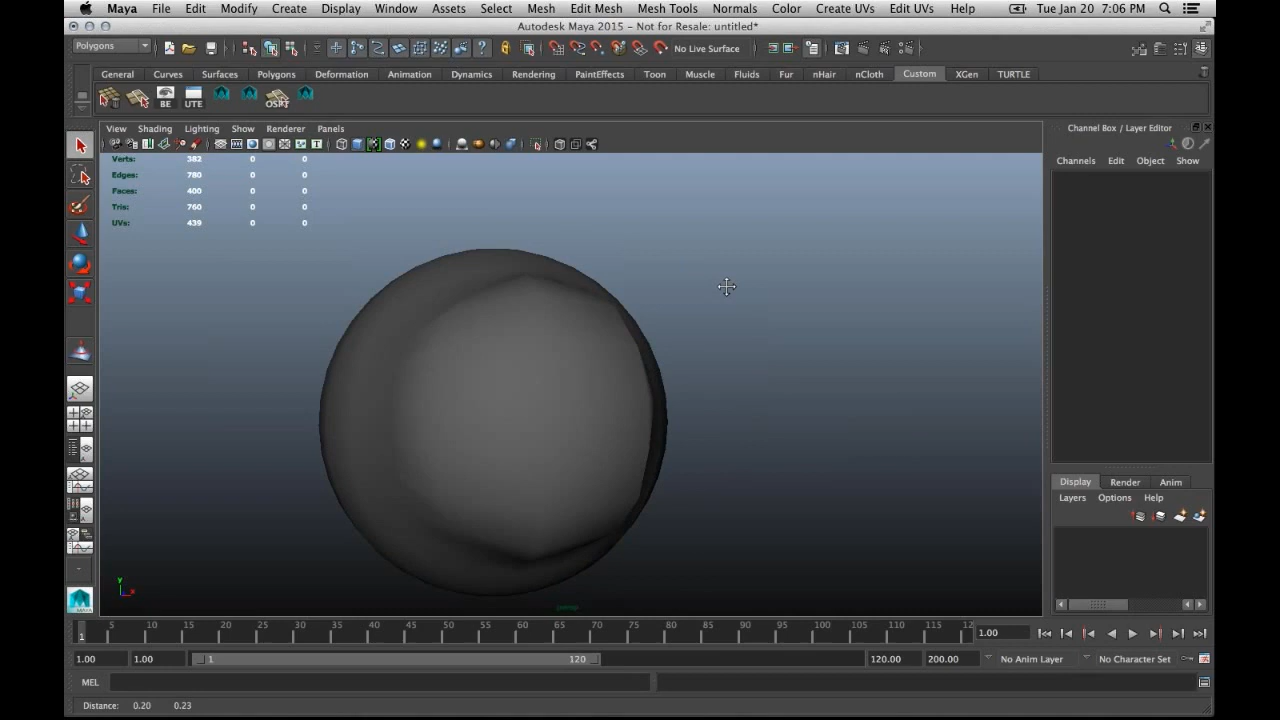 Maya File Edit Modify Create Display Window Assets Select Mesh Edit Mesh Mesh Tools Normals Color Create UVs Edit UVs Help Tue Jan 20 7:06 PM
Autodesk Maya 2015 - Not for Resale: untitled*
Polygons No Live Surface
General Curves Surfaces Polygons Deformation Animation Dynamics Rendering PaintEffects Toon Muscle Fluids Fur nHair nCloth Custom XGen TURTLE
BE UTE OSPT
View Shading Lighting Show Renderer Panels
Channel Box / Layer Editor
Channels Edit Object Show
Verts: 382 0 0
Edges: 780 0 0
Faces: 400 0 0
Tris: 760 0 0
UVs: 439 0 0
Display Render Anim
Layers Options Help
y
x
persp
MAYA
1 5 10 15 20 25 30 35 40 45 50 55 60 65 70 75 80 85 90 95 100 105 110 115 12 1.00
1.00 1.00 1 120 120.00 200.00 No Anim Layer No Character Set
MEL
Distance: 0.20 0.23